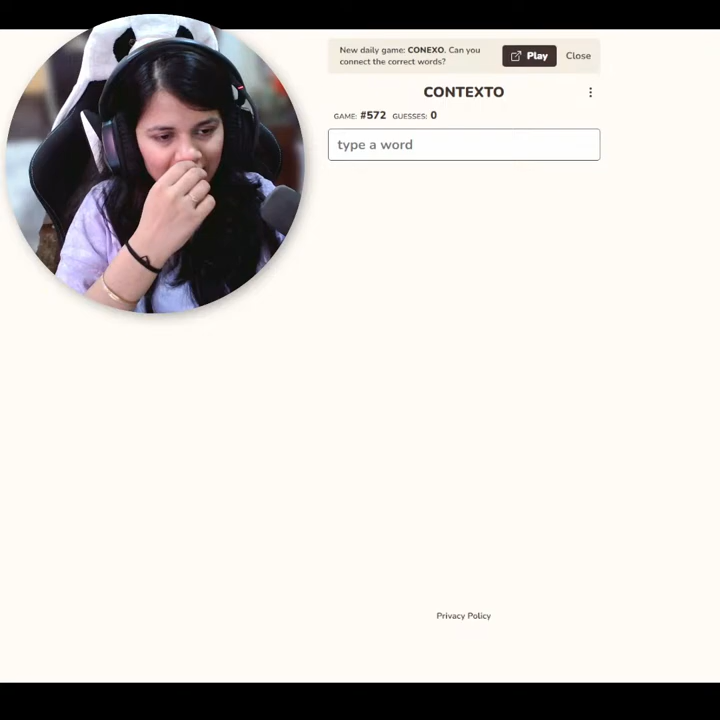 New daily game: CONEXO. Can you
connect the correct words?
Play
Close
CONTEXTO
GAME: #572 GUESSES: 0
type a word
Privacy Policy